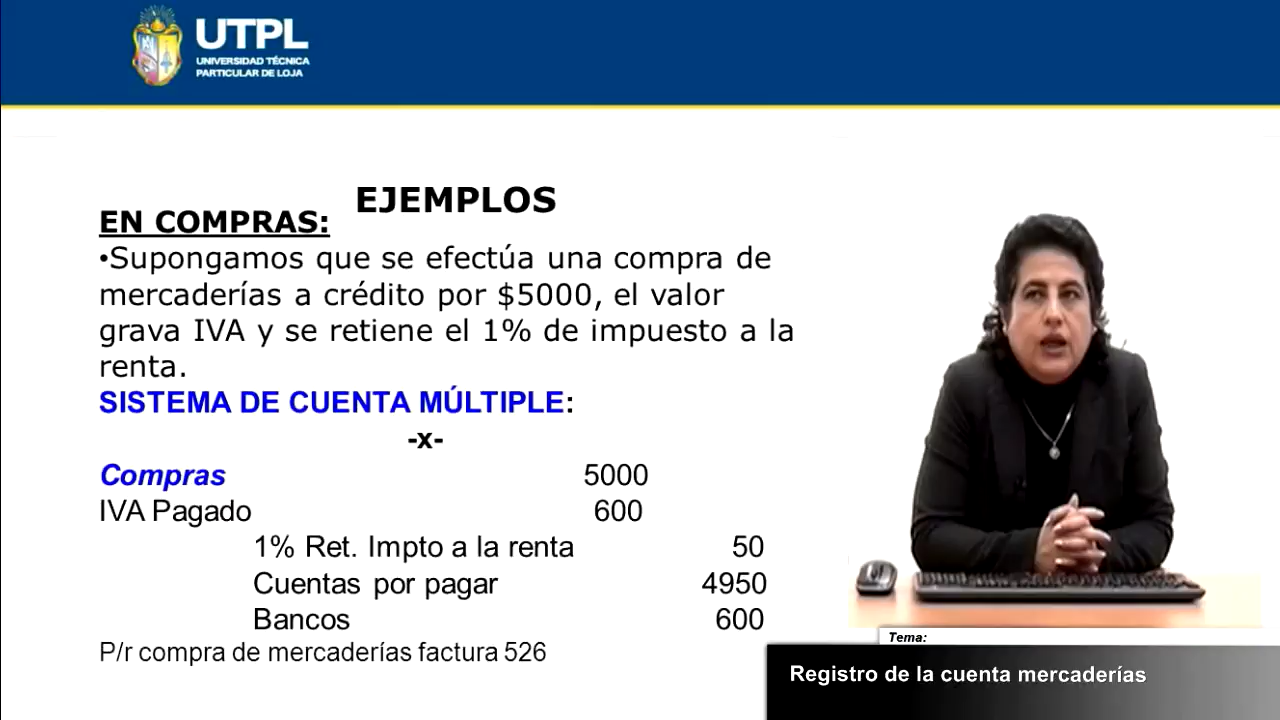 UTPL
UNIVERSIDAD TÉCNICA
PARTICULAR DE LOJA
EJEMPLOS
EN COMPRAS:
•Supongamos que se efectúa una compra de
mercaderías a crédito por $5000, el valor
grava IVA y se retiene el 1% de impuesto a la
renta.
SISTEMA DE CUENTA MÚLTIPLE:
-x-
Compras 5000
IVA Pagado 600
1% Ret. Impto a la renta 50
Cuentas por pagar 4950
Bancos 600
P/r compra de mercaderías factura 526
Tema:
Registro de la cuenta mercaderías